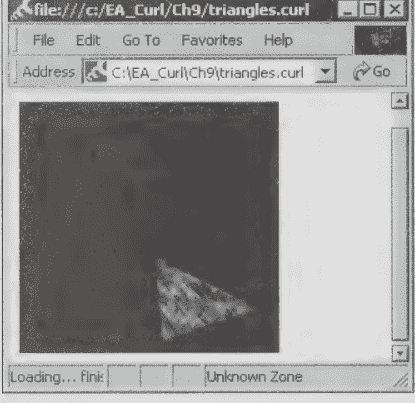 file:///c:/EA_Curl/Ch9/triangles.curl
File Edit Go To Favorites Help
Address C:\EA_Curl\Ch9\triangles.curl Go
Loading... finis Unknown Zone